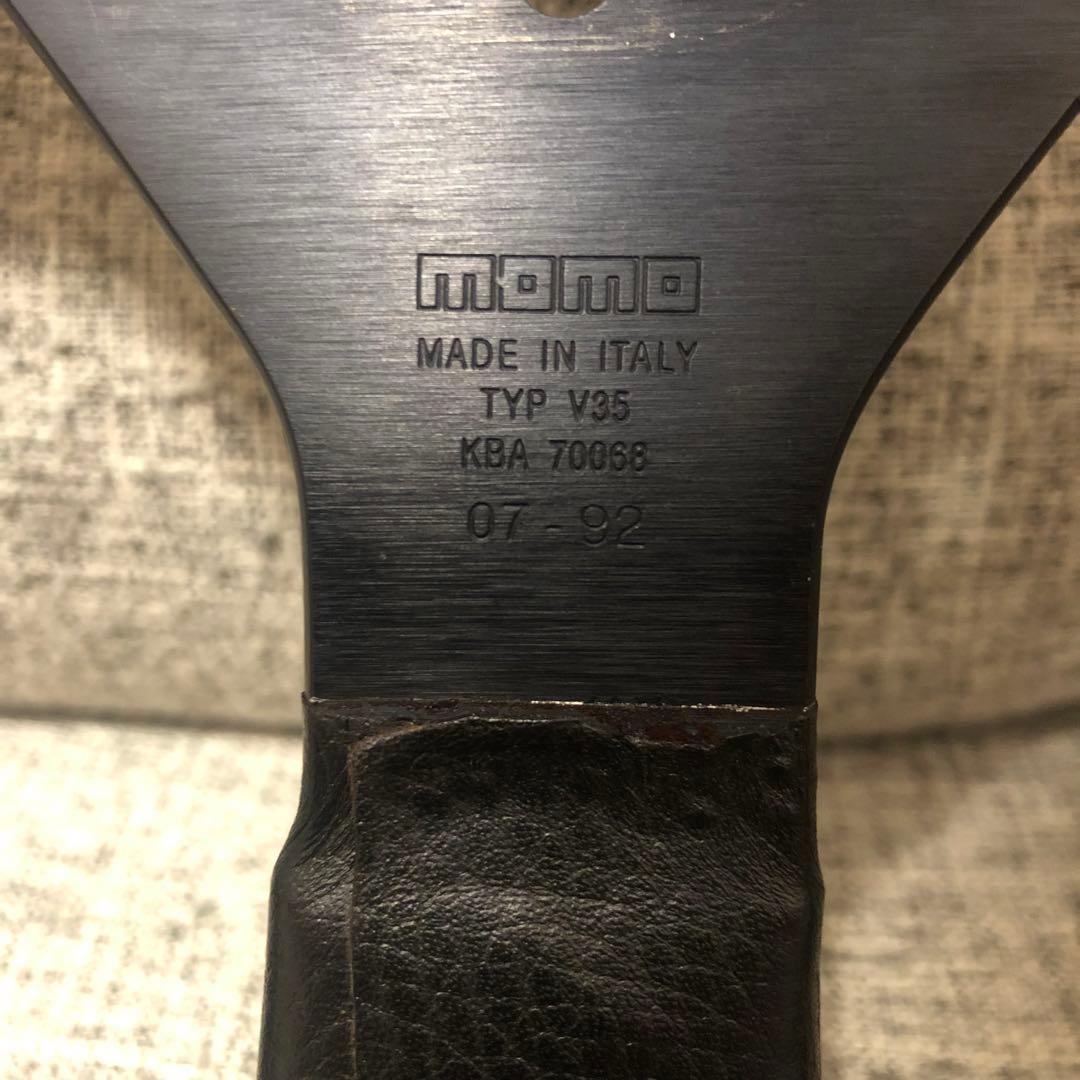 momo
MADE IN ITALY
TYP V35
KBA 70068
07-92